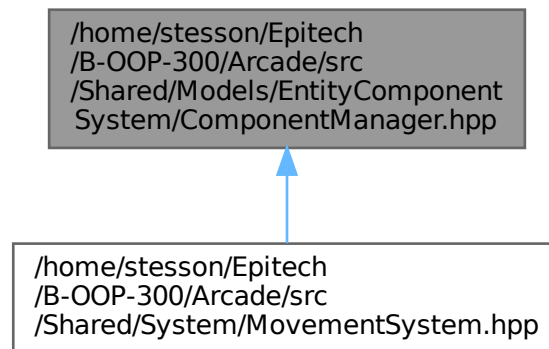 /home/stesson/Epitech
/B-OOP-300/Arcade/src
/Shared/Models/EntityComponent
System/ComponentManager.hpp
/home/stesson/Epitech
/B-OOP-300/Arcade/src
/Shared/System/MovementSystem.hpp